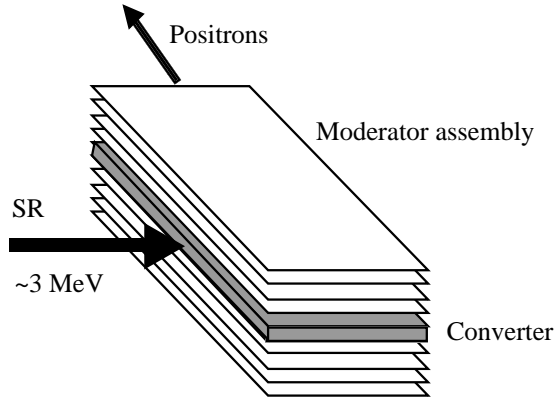 Positrons
Moderator assembly
SR
~3 MeV
Converter